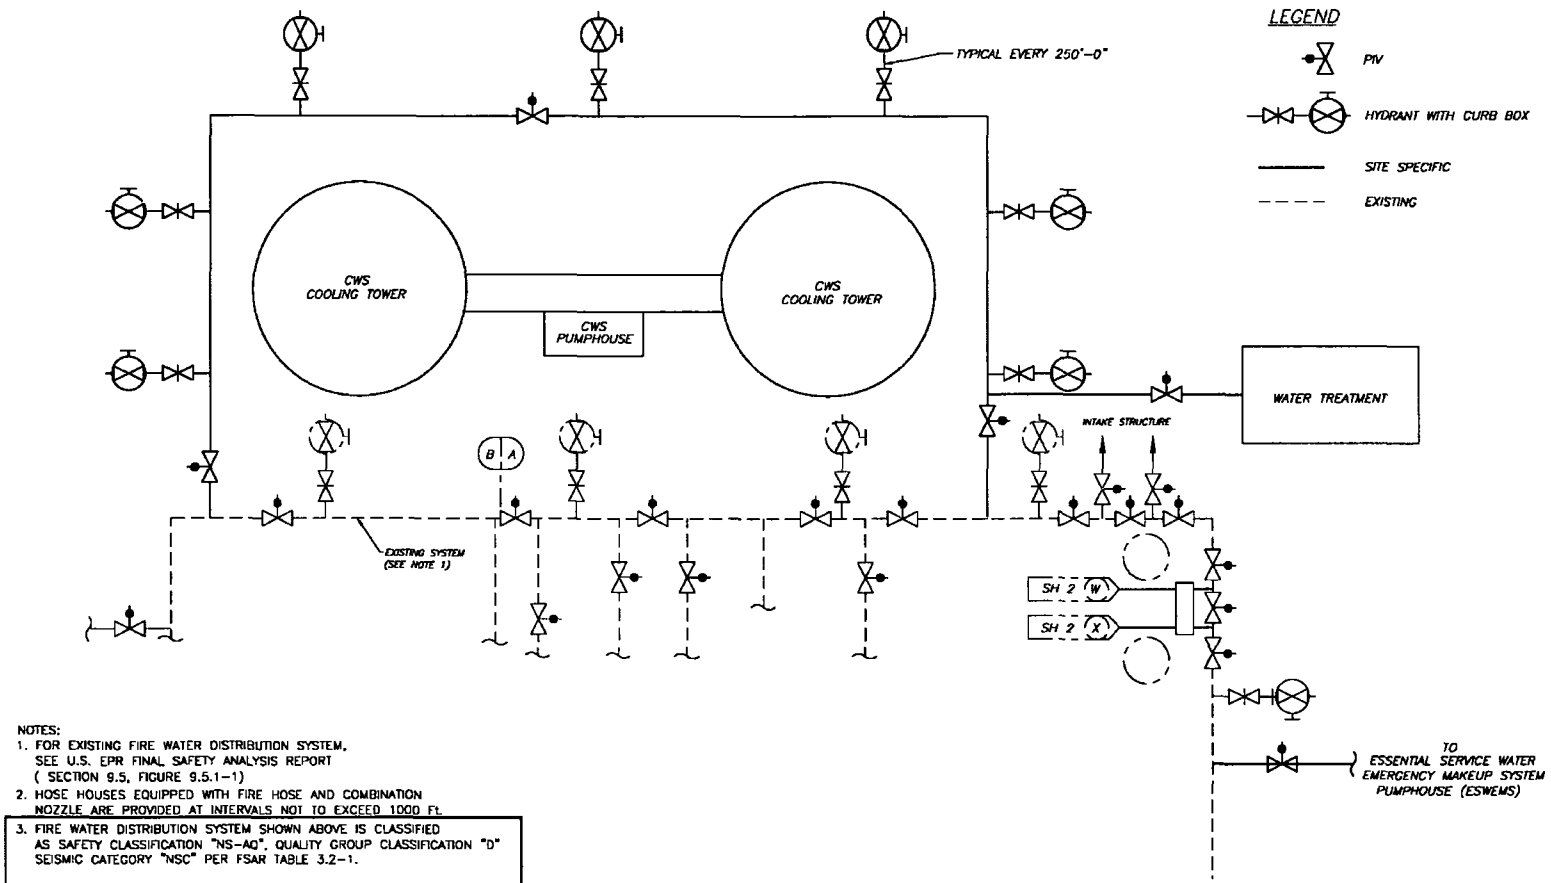 LEGEND
PIV
HYDRANT WITH CURB BOX
SITE SPECIFIC
EXISTING
TYPICAL EVERY 250'-0"
CWS
COOLING TOWER
CWS
COOLING TOWER
CWS
PUMPHOUSE
WATER TREATMENT
INTAKE STRUCTURE
B A
EXISTING SYSTEM
(SEE NOTE 1)
SH 2 W
SH 2 X
TO
ESSENTIAL SERVICE WATER
EMERGENCY MAKEUP SYSTEM
PUMPHOUSE (ESWEMS)
NOTES:
1. FOR EXISTING FIRE WATER DISTRIBUTION SYSTEM,
SEE U.S. EPR FINAL SAFETY ANALYSIS REPORT
( SECTION 9.5, FIGURE 9.5.1-1)
2. HOSE HOUSES EQUIPPED WITH FIRE HOSE AND COMBINATION
NOZZLE ARE PROVIDED AT INTERVALS NOT TO EXCEED 1000 Ft.
3. FIRE WATER DISTRIBUTION SYSTEM SHOWN ABOVE IS CLASSIFIED
AS SAFETY CLASSIFICATION "NS-AQ", QUALITY GROUP CLASSIFICATION "D"
SEISMIC CATEGORY "NSC" PER FSAR TABLE 3.2-1.